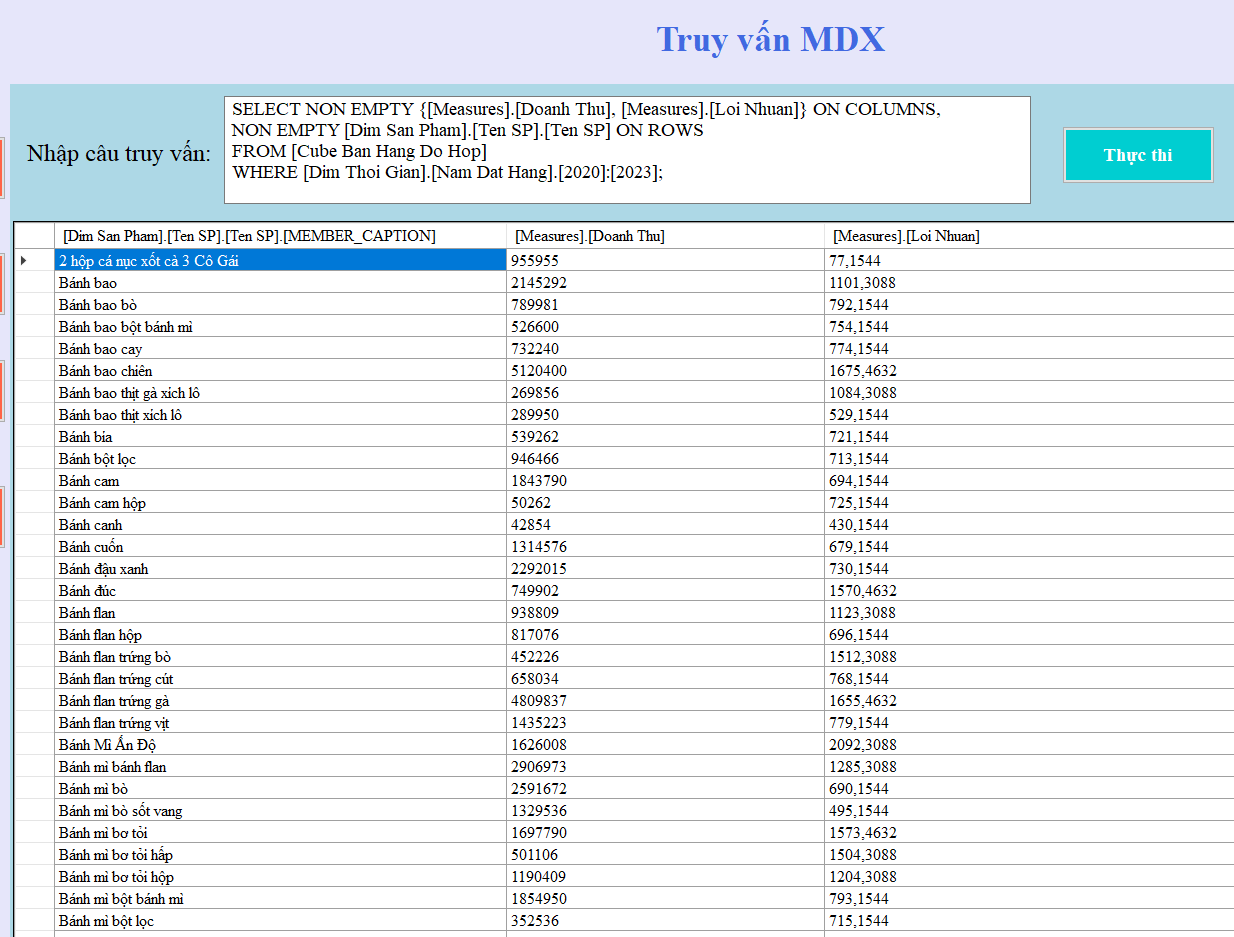 Truy vấn MDX
Nhập câu truy vấn:
SELECT NON EMPTY {[Measures].[Doanh Thu], [Measures].[Loi Nhuan]} ON COLUMNS,
NON EMPTY [Dim San Pham].[Ten SP].[Ten SP] ON ROWS
FROM [Cube Ban Hang Do Hop]
WHERE [Dim Thoi Gian].[Nam Dat Hang].[2020]:[2023];
Thực thi
[Dim San Pham].[Ten SP].[Ten SP].[MEMBER_CAPTION] [Measures].[Doanh Thu] [Measures].[Loi Nhuan]
2 hộp cá nục xốt cà 3 Cô Gái 955955 77,1544
Bánh bao 2145292 1101,3088
Bánh bao bò 789981 792,1544
Bánh bao bột bánh mì 526600 754,1544
Bánh bao cay 732240 774,1544
Bánh bao chiên 5120400 1675,4632
Bánh bao thịt gà xích lô 269856 1084,3088
Bánh bao thịt xích lô 289950 529,1544
Bánh bía 539262 721,1544
Bánh bột lọc 946466 713,1544
Bánh cam 1843790 694,1544
Bánh cam hộp 50262 725,1544
Bánh canh 42854 430,1544
Bánh cuốn 1314576 679,1544
Bánh đậu xanh 2292015 730,1544
Bánh đúc 749902 1570,4632
Bánh flan 938809 1123,3088
Bánh flan hộp 817076 696,1544
Bánh flan trứng bò 452226 1512,3088
Bánh flan trứng cút 658034 768,1544
Bánh flan trứng gà 4809837 1655,4632
Bánh flan trứng vịt 1435223 779,1544
Bánh Mì Ấn Độ 1626008 2092,3088
Bánh mì bánh flan 2906973 1285,3088
Bánh mì bò 2591672 690,1544
Bánh mì bò sốt vang 1329536 495,1544
Bánh mì bơ tỏi 1697790 1573,4632
Bánh mì bơ tỏi hấp 501106 1504,3088
Bánh mì bơ tỏi hộp 1190409 1204,3088
Bánh mì bột bánh mì 1854950 793,1544
Bánh mì bột lọc 352536 715,1544